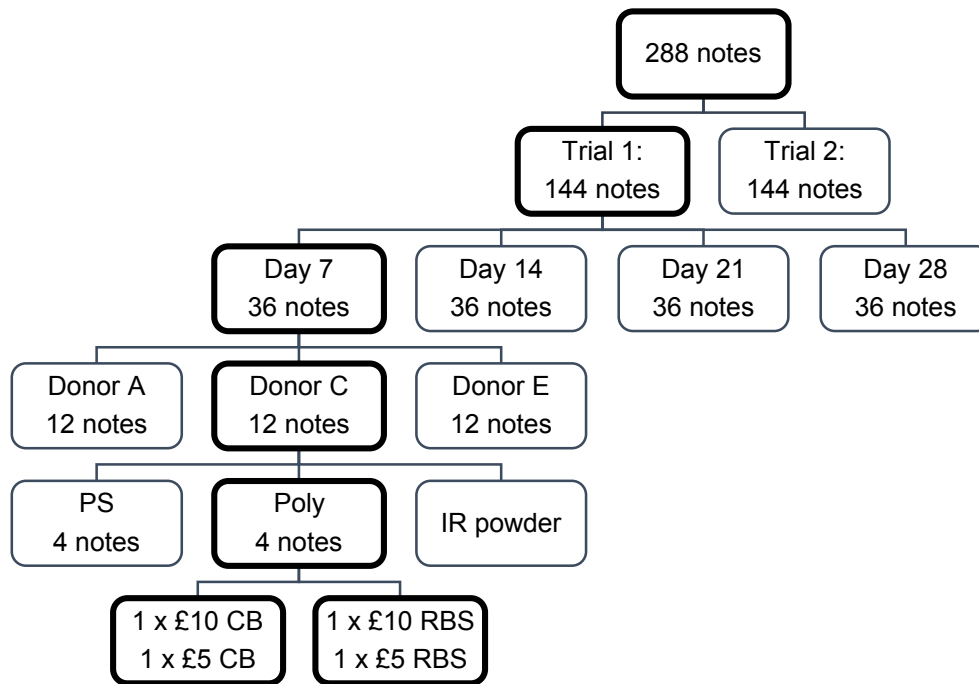 288 notes
Trial 1:
144 notes
Trial 2:
144 notes
Day 7
36 notes
Day 14
36 notes
Day 21
36 notes
Day 28
36 notes
Donor A
12 notes
Donor C
12 notes
Donor E
12 notes
PS
4 notes
Poly
4 notes
IR powder
1 x £10 CB
1 x £5 CB
1 x £10 RBS
1 x £5 RBS